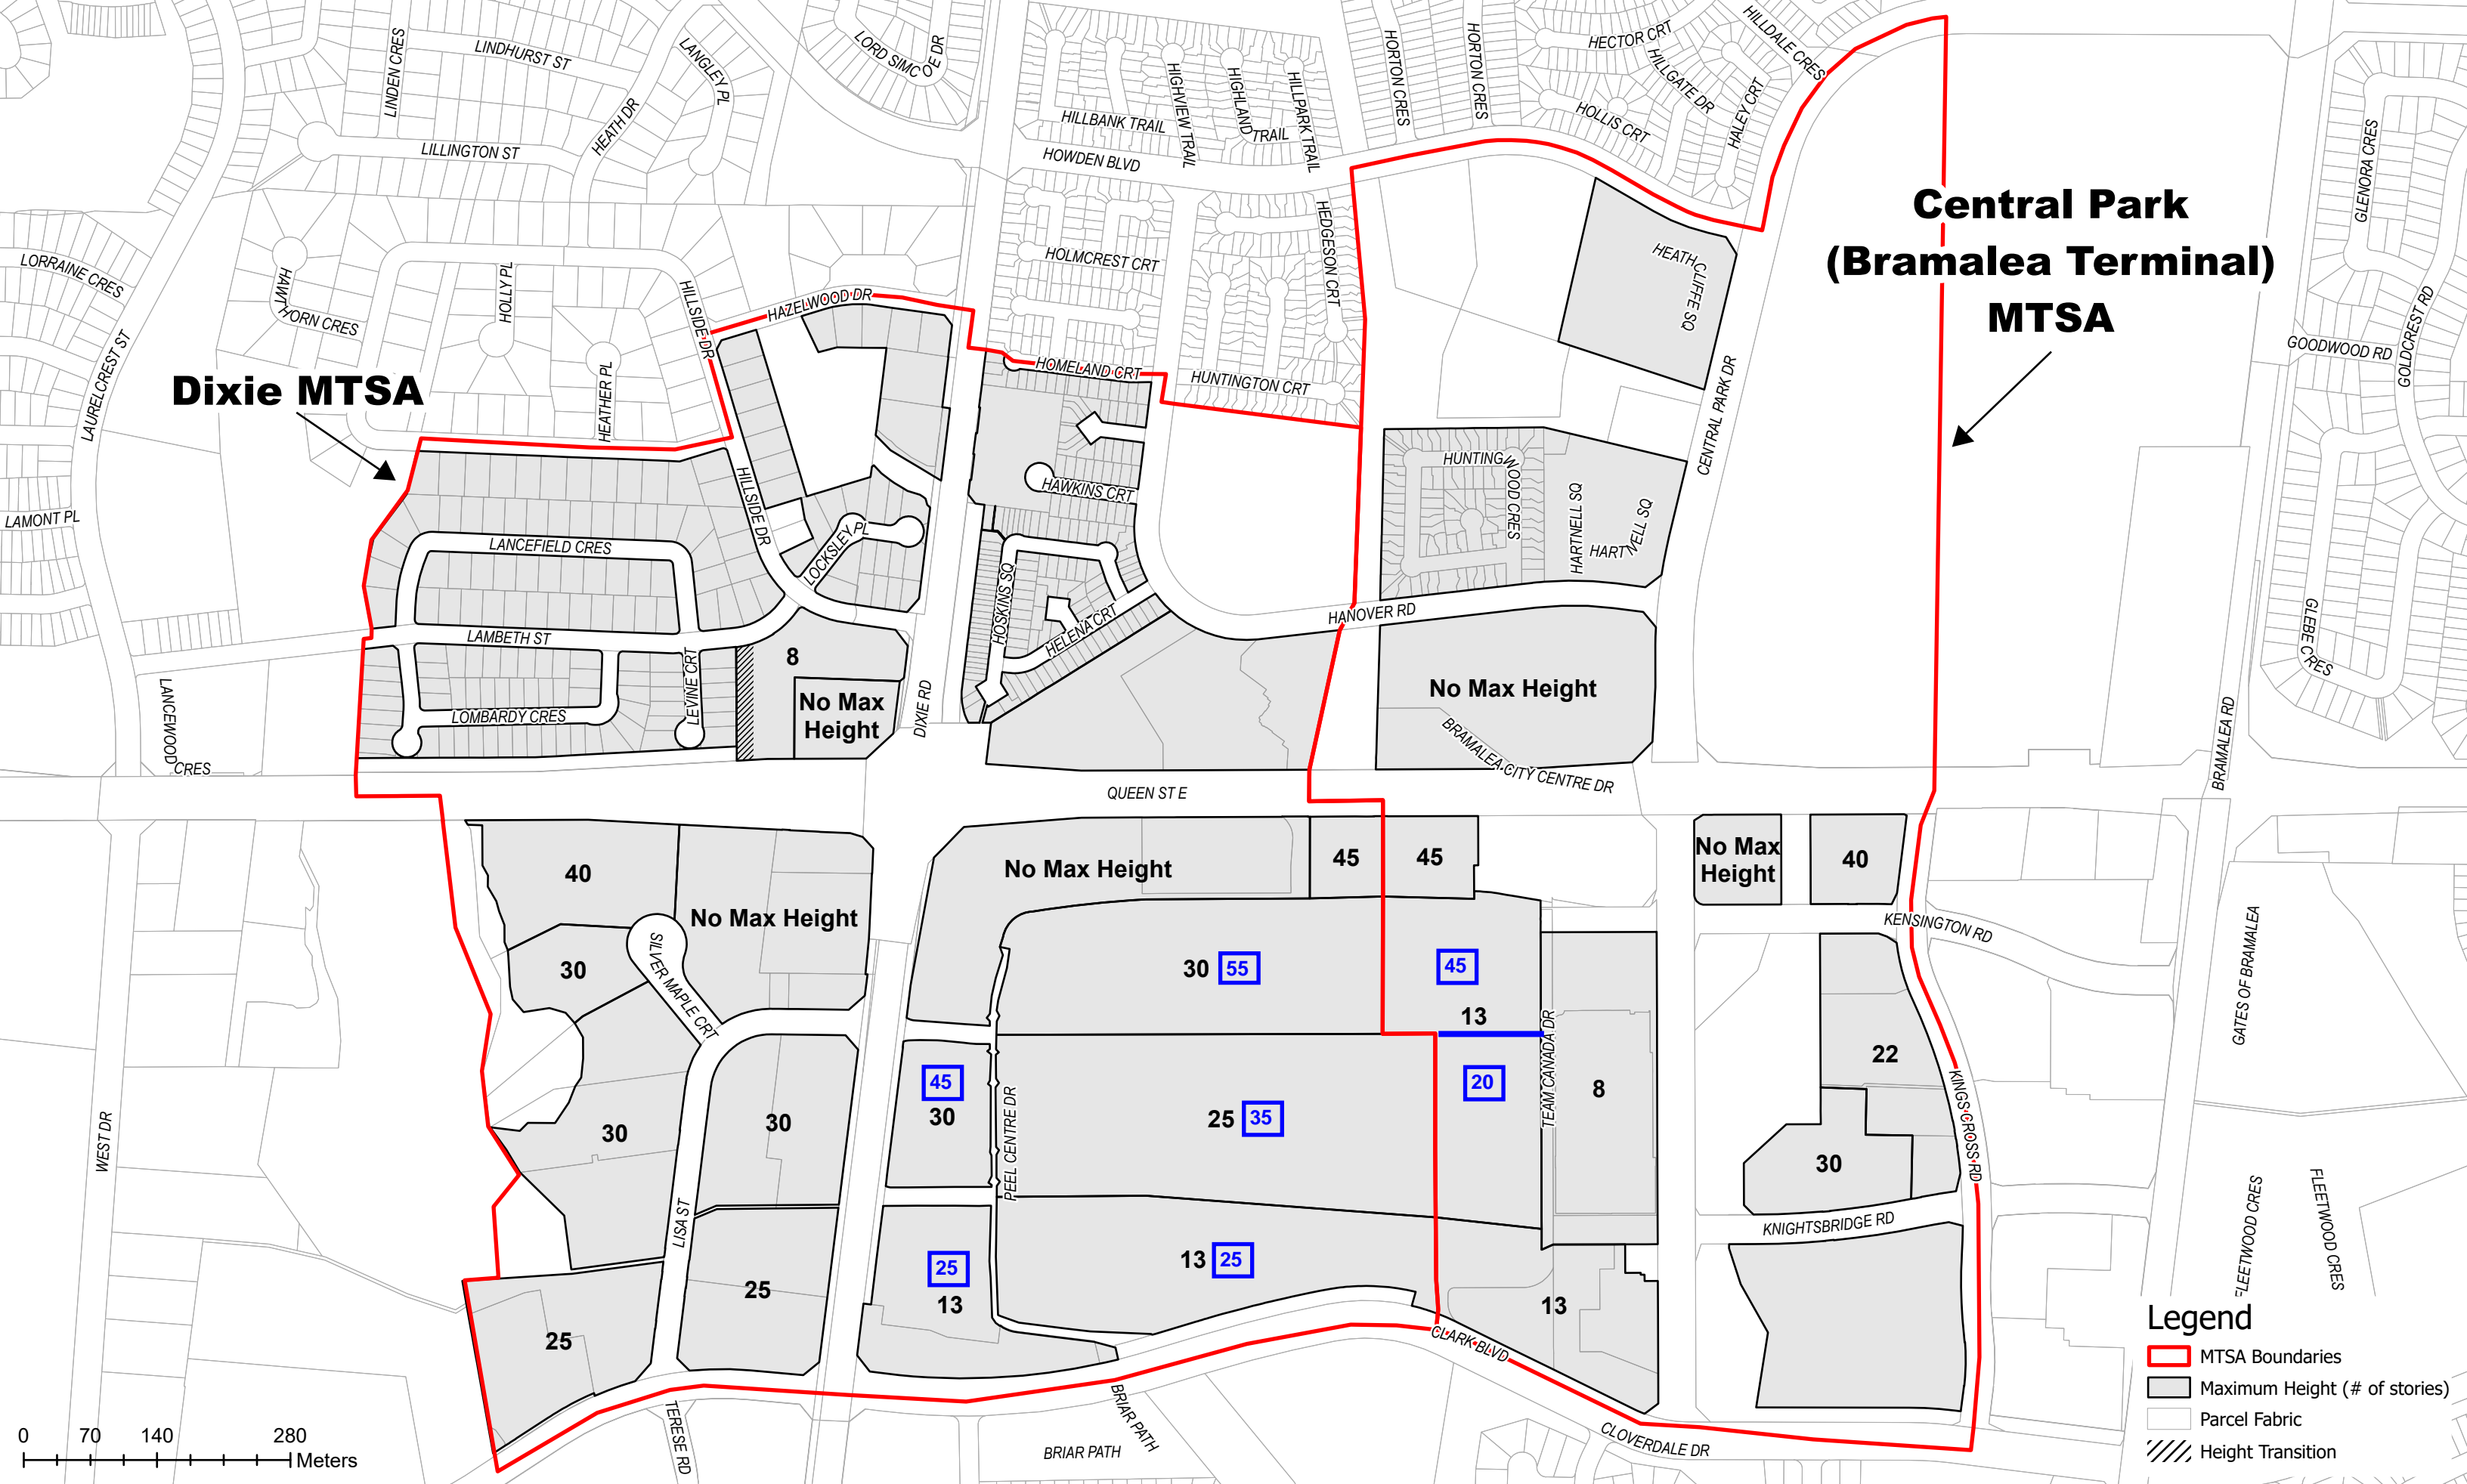 LINDEN CRES
LINDHURST ST
LANGLEY PL
LORD SIMCOE DR
HEATH DR
LILLINGTON ST
HILLBANK TRAIL
HIGHVIEW TRAIL
HIGHLAND TRAIL
HILLPARK TRAIL
HORTON CRES
HORTON CRES
HECTOR CRT
HILLGATE DR
HILLDALE CRES
HOLLIS CRT
HALEY CRT
HOWDEN BLVD
GLENORA CRES
Central Park
(Bramalea Terminal)
MTSA
LORRAINE CRES
HAWTHORN CRES
HOLLY PL
HILLSIDE DR
HAZELWOOD DR
HOLMCREST CRT
HEDGESON CRT
HEATHCLIFFE SQ
LAURELCREST ST
HEATHER PL
HOMELAND CRT
HUNTINGTON CRT
CENTRAL PARK DR
GOODWOOD RD
GOLDCREST RD
Dixie MTSA
LAMONT PL
HILLSIDE DR
HAWKINS CRT
HUNTINGWOOD CRES
HARTNELL SQ
HARTNELL SQ
LANCEFIELD CRES
LOCKSLEY PL
HOSKINS SQ
HELENA CRT
HANOVER RD
LAMBETH ST
LEVINE CRT
LOMBARDY CRES
LANCEWOOD CRES
GLEBE CRES
8
No Max
Height
DIXIE RD
No Max Height
BRAMALEA CITY CENTRE DR
BRAMALEA RD
QUEEN ST E
40
No Max Height
No Max Height
45
45
No Max
Height
40
KENSINGTON RD
30
SILVER MAPLE CRT
30
55
45
13
GATES OF BRAMALEA
WEST DR
30
30
45
30
PEEL CENTRE DR
25
35
20
TEAM CANADA DR
8
22
KINGS CROSS RD
30
LISA ST
KNIGHTSBRIDGE RD
FLEETWOOD CRES
FLEETWOOD CRES
25
25
25
13
13
25
13
CLARK BLVD
TERESE RD
BRIAR PATH
BRIAR PATH
CLOVERDALE DR
0 70 140 280
Meters
Legend
MTSA Boundaries
Maximum Height (# of stories)
Parcel Fabric
Height Transition